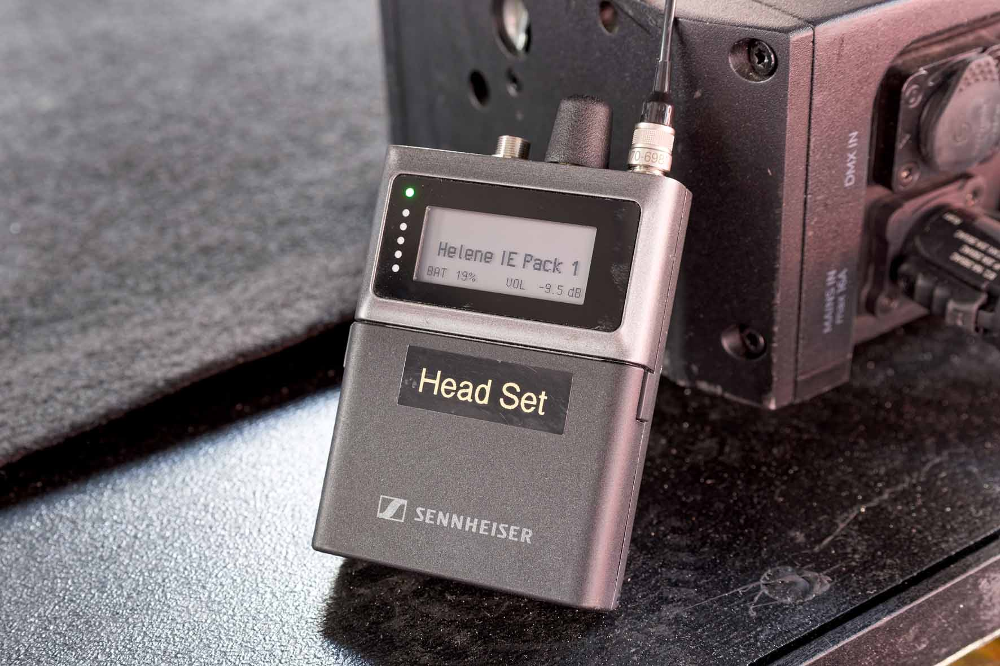 70-698
Helene IE Pack 1
BAT 19% VOL -9.5 dB
Head Set
SENNHEISER
DMX IN
MAINS IN